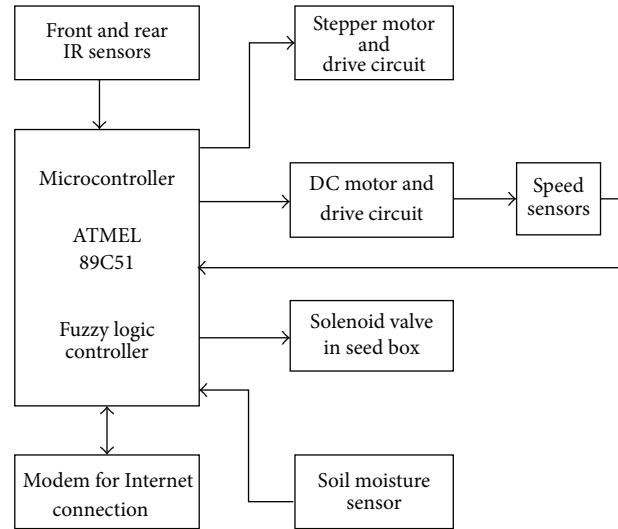 Front and rear
IR sensors
Stepper motor
and
drive circuit
Microcontroller
ATMEL
89C51
Fuzzy logic
controller
DC motor and
drive circuit
Speed
sensors
Solenoid valve
in seed box
Modem for Internet
connection
Soil moisture
sensor